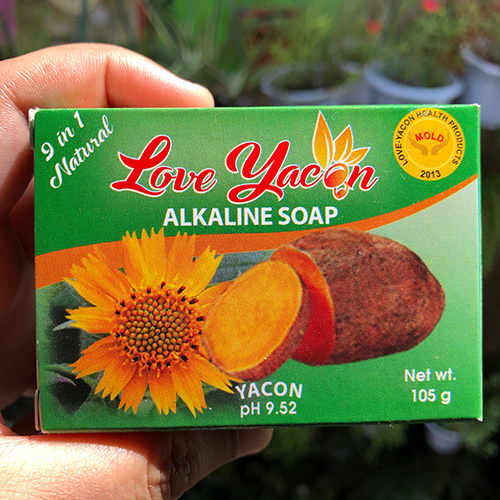 9 in 1
Natural
Love Yacon
ALKALINE SOAP
LOVE-YACON HEALTH PRODUCTS
MOLD
2013
YACON
pH 9.52
Net wt.
105 g